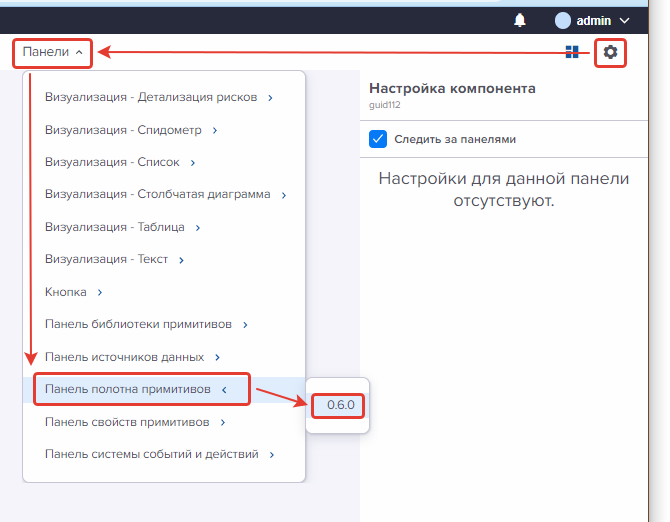 admin
Панели
Визуализация - Детализация рисков
Визуализация - Спидометр
Визуализация - Список
Визуализация - Столбчатая диаграмма
Визуализация - Таблица
Визуализация - Текст
Кнопка
Панель библиотеки примитивов
Панель источников данных
Панель полотна примитивов
0.6.0
Панель свойств примитивов
Панель системы событий и действий
Настройка компонента
guid112
Следить за панелями
Настройки для данной панели
отсутствуют.